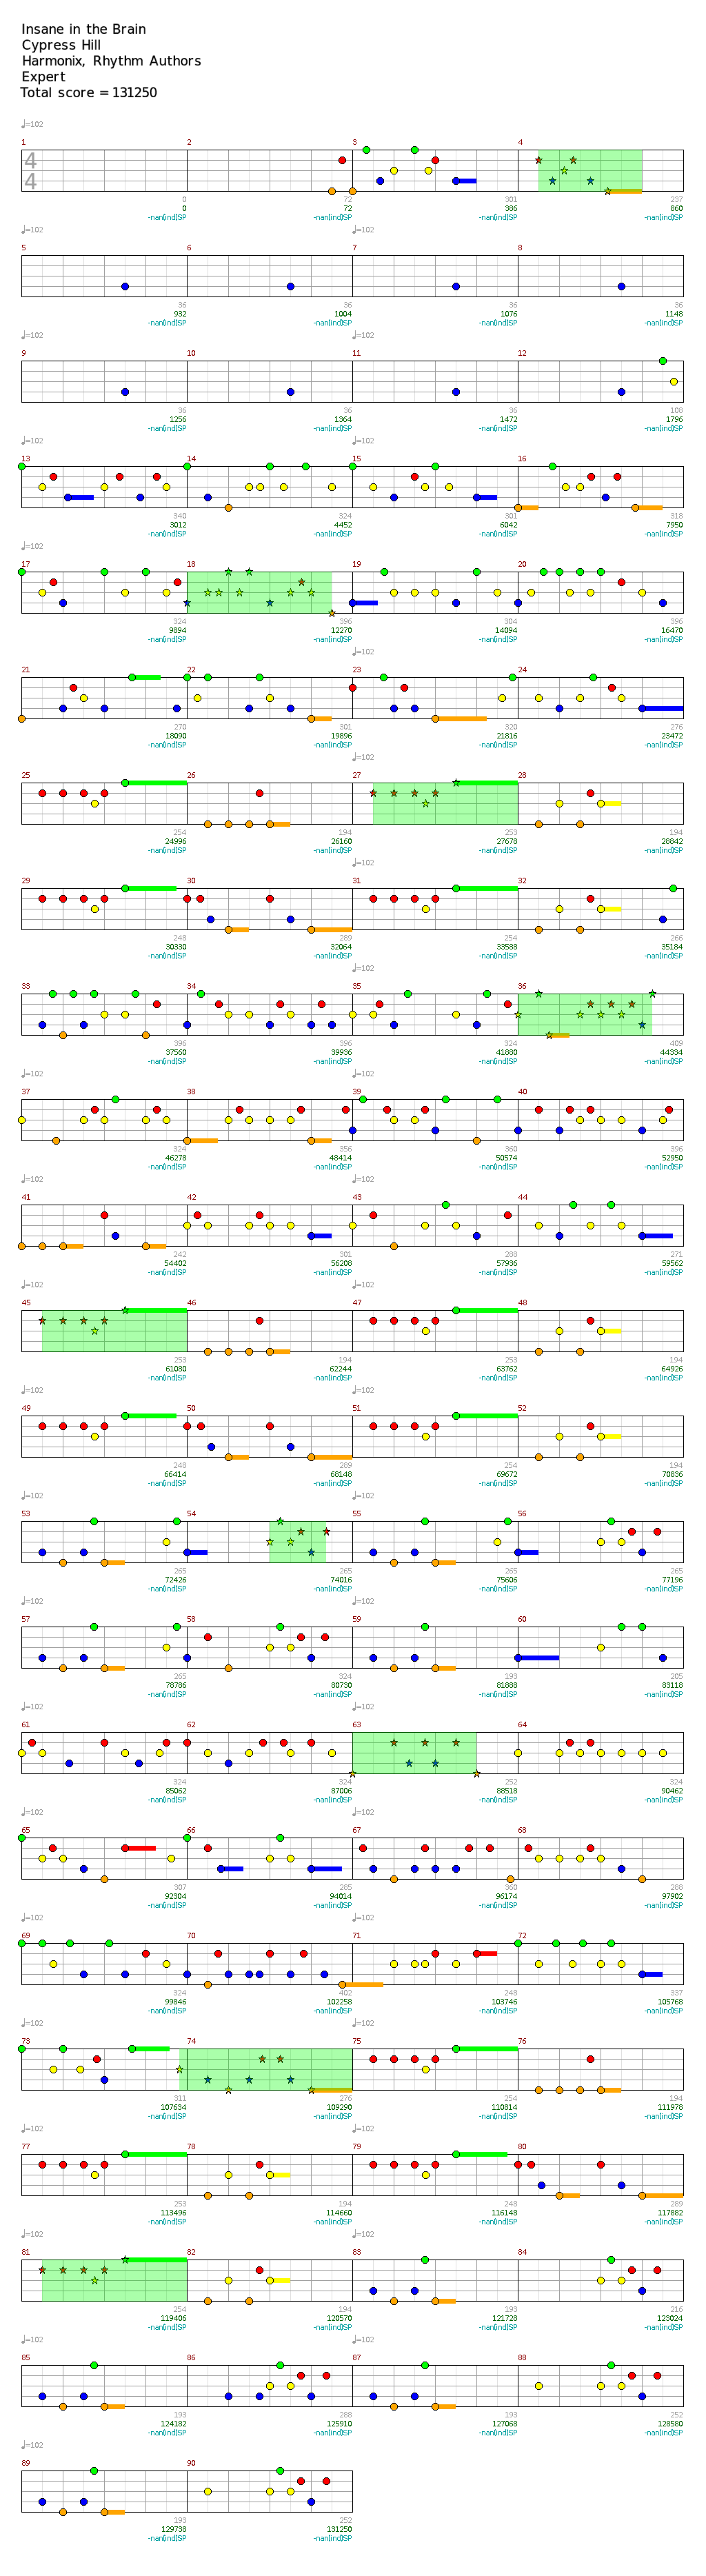 Insane in the Brain
Cypress Hill
Harmonix, Rhythm Authors
Expert
Total score = 131250
♩=102
1 2 3 4
4
4
0 72 301 237
0 72 386 860
-nan(ind)SP -nan(ind)SP -nan(ind)SP -nan(ind)SP
♩=102 ♩=102
5 6 7 8
36 36 36 36
932 1004 1076 1148
-nan(ind)SP -nan(ind)SP -nan(ind)SP -nan(ind)SP
♩=102 ♩=102
9 10 11 12
36 36 36 108
1256 1364 1472 1796
-nan(ind)SP -nan(ind)SP -nan(ind)SP -nan(ind)SP
♩=102 ♩=102
13 14 15 16
340 324 301 318
3012 4452 6042 7950
-nan(ind)SP -nan(ind)SP -nan(ind)SP -nan(ind)SP
♩=102
17 18 19 20
324 396 304 396
9894 12270 14094 16470
-nan(ind)SP -nan(ind)SP -nan(ind)SP -nan(ind)SP
♩=102
21 22 23 24
270 301 320 276
18090 19896 21816 23472
-nan(ind)SP -nan(ind)SP -nan(ind)SP -nan(ind)SP
♩=102
25 26 27 28
254 194 253 194
24996 26160 27678 28842
-nan(ind)SP -nan(ind)SP -nan(ind)SP -nan(ind)SP
♩=102
29 30 31 32
248 289 254 266
30330 32064 33588 35184
-nan(ind)SP -nan(ind)SP -nan(ind)SP -nan(ind)SP
♩=102
33 34 35 36
396 396 324 409
37560 39936 41880 44334
-nan(ind)SP -nan(ind)SP -nan(ind)SP -nan(ind)SP
♩=102
37 38 39 40
324 356 360 396
46278 48414 50574 52950
-nan(ind)SP -nan(ind)SP -nan(ind)SP -nan(ind)SP
♩=102 ♩=102
41 42 43 44
242 301 288 271
54402 56208 57936 59562
-nan(ind)SP -nan(ind)SP -nan(ind)SP -nan(ind)SP
♩=102 ♩=102
45 46 47 48
253 194 253 194
61080 62244 63762 64926
-nan(ind)SP -nan(ind)SP -nan(ind)SP -nan(ind)SP
♩=102 ♩=102
49 50 51 52
248 289 254 194
66414 68148 69672 70836
-nan(ind)SP -nan(ind)SP -nan(ind)SP -nan(ind)SP
♩=102 ♩=102
53 54 55 56
265 265 265 265
72426 74016 75606 77196
-nan(ind)SP -nan(ind)SP -nan(ind)SP -nan(ind)SP
♩=102 ♩=102
57 58 59 60
265 324 193 205
78786 80730 81888 83118
-nan(ind)SP -nan(ind)SP -nan(ind)SP -nan(ind)SP
♩=102 ♩=102
61 62 63 64
324 324 252 324
85062 87006 88518 90462
-nan(ind)SP -nan(ind)SP -nan(ind)SP -nan(ind)SP
♩=102 ♩=102
65 66 67 68
307 285 360 288
92304 94014 96174 97902
-nan(ind)SP -nan(ind)SP -nan(ind)SP -nan(ind)SP
♩=102 ♩=102
69 70 71 72
324 402 248 337
99846 102258 103746 105768
-nan(ind)SP -nan(ind)SP -nan(ind)SP -nan(ind)SP
♩=102 ♩=102
73 74 75 76
311 276 254 194
107634 109290 110814 111978
-nan(ind)SP -nan(ind)SP -nan(ind)SP -nan(ind)SP
♩=102 ♩=102
77 78 79 80
253 194 248 289
113496 114660 116148 117882
-nan(ind)SP -nan(ind)SP -nan(ind)SP -nan(ind)SP
♩=102 ♩=102
81 82 83 84
254 194 193 216
119406 120570 121728 123024
-nan(ind)SP -nan(ind)SP -nan(ind)SP -nan(ind)SP
♩=102 ♩=102
85 86 87 88
193 288 193 252
124182 125910 127068 128580
-nan(ind)SP -nan(ind)SP -nan(ind)SP -nan(ind)SP
♩=102
89 90
193 252
129738 131250
-nan(ind)SP -nan(ind)SP